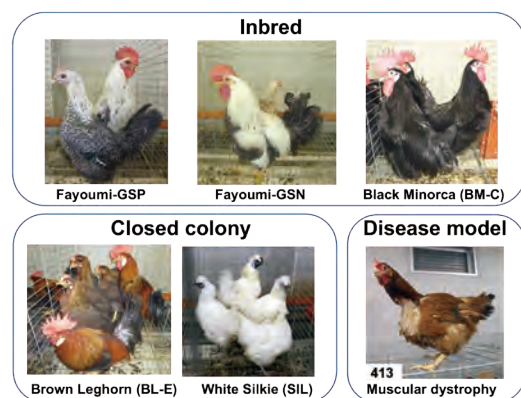 Inbred
Fayoumi-GSP
Fayoumi-GSN
Black Minorca (BM-C)
Closed colony
Disease model
Brown Leghorn (BL-E)
White Silkie (SIL)
413
Muscular dystrophy